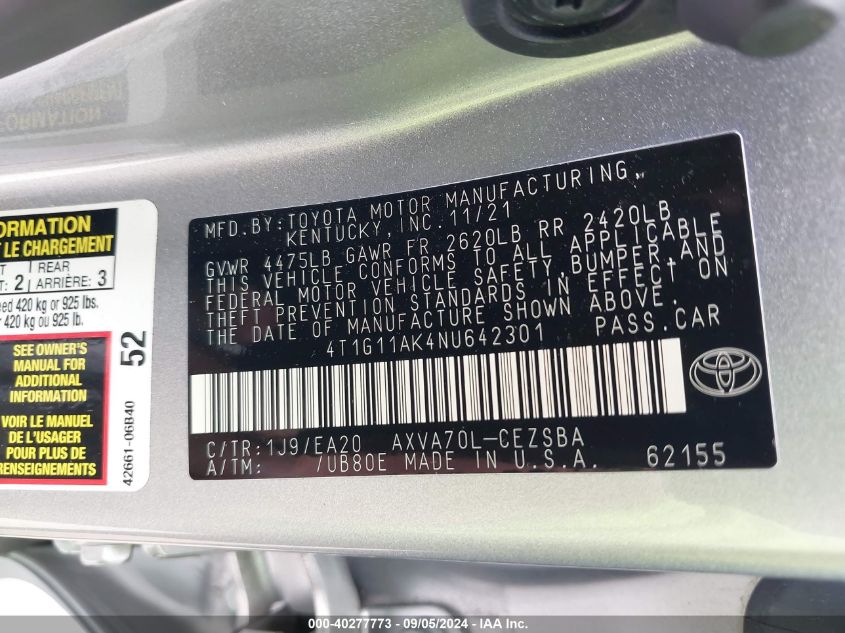 FORMATION
MFD. BY: TOYOTA MOTOR MANUFACTURING,
KENTUCKY, INC. 11/21
GVWR 4475LB GAWR FR 2620LB RR 2420LB
THIS VEHICLE CONFORMS TO ALL APPLICABLE
FEDERAL MOTOR VEHICLE SAFETY, BUMPER, AND
THEFT PREVENTION STANDARDS IN EFFECT ON
THE DATE OF MANUFACTURE SHOWN ABOVE.
4T1G11AK4NU642301 PASS. CAR
C/TR: 1J9/EA20 AXVA70L-CEZSBA
A/TM: /UB80E MADE IN U.S.A. 62155
ORMATION
T LE CHARGEMENT
REAR
2 ARRIÈRE: 3
ed 420 kg or 925 lbs.
420 kg ou 925 lb.
SEE OWNER'S
MANUAL FOR
ADDITIONAL
INFORMATION
VOIR LE MANUEL
DE L'USAGER
POUR PLUS DE
RENSEIGNEMENTS
52
42661-06B40
000-40277773 - 09/05/2024 - IAA Inc.